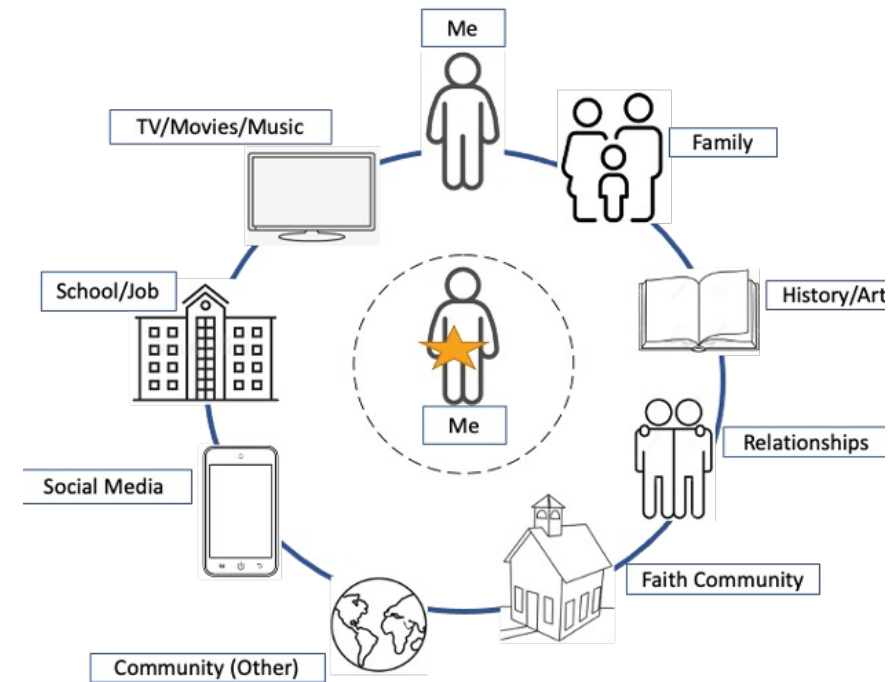 Me
TV/Movies/Music
Family
School/Job
History/Art
Me
Relationships
Social Media
Faith Community
Community (Other)